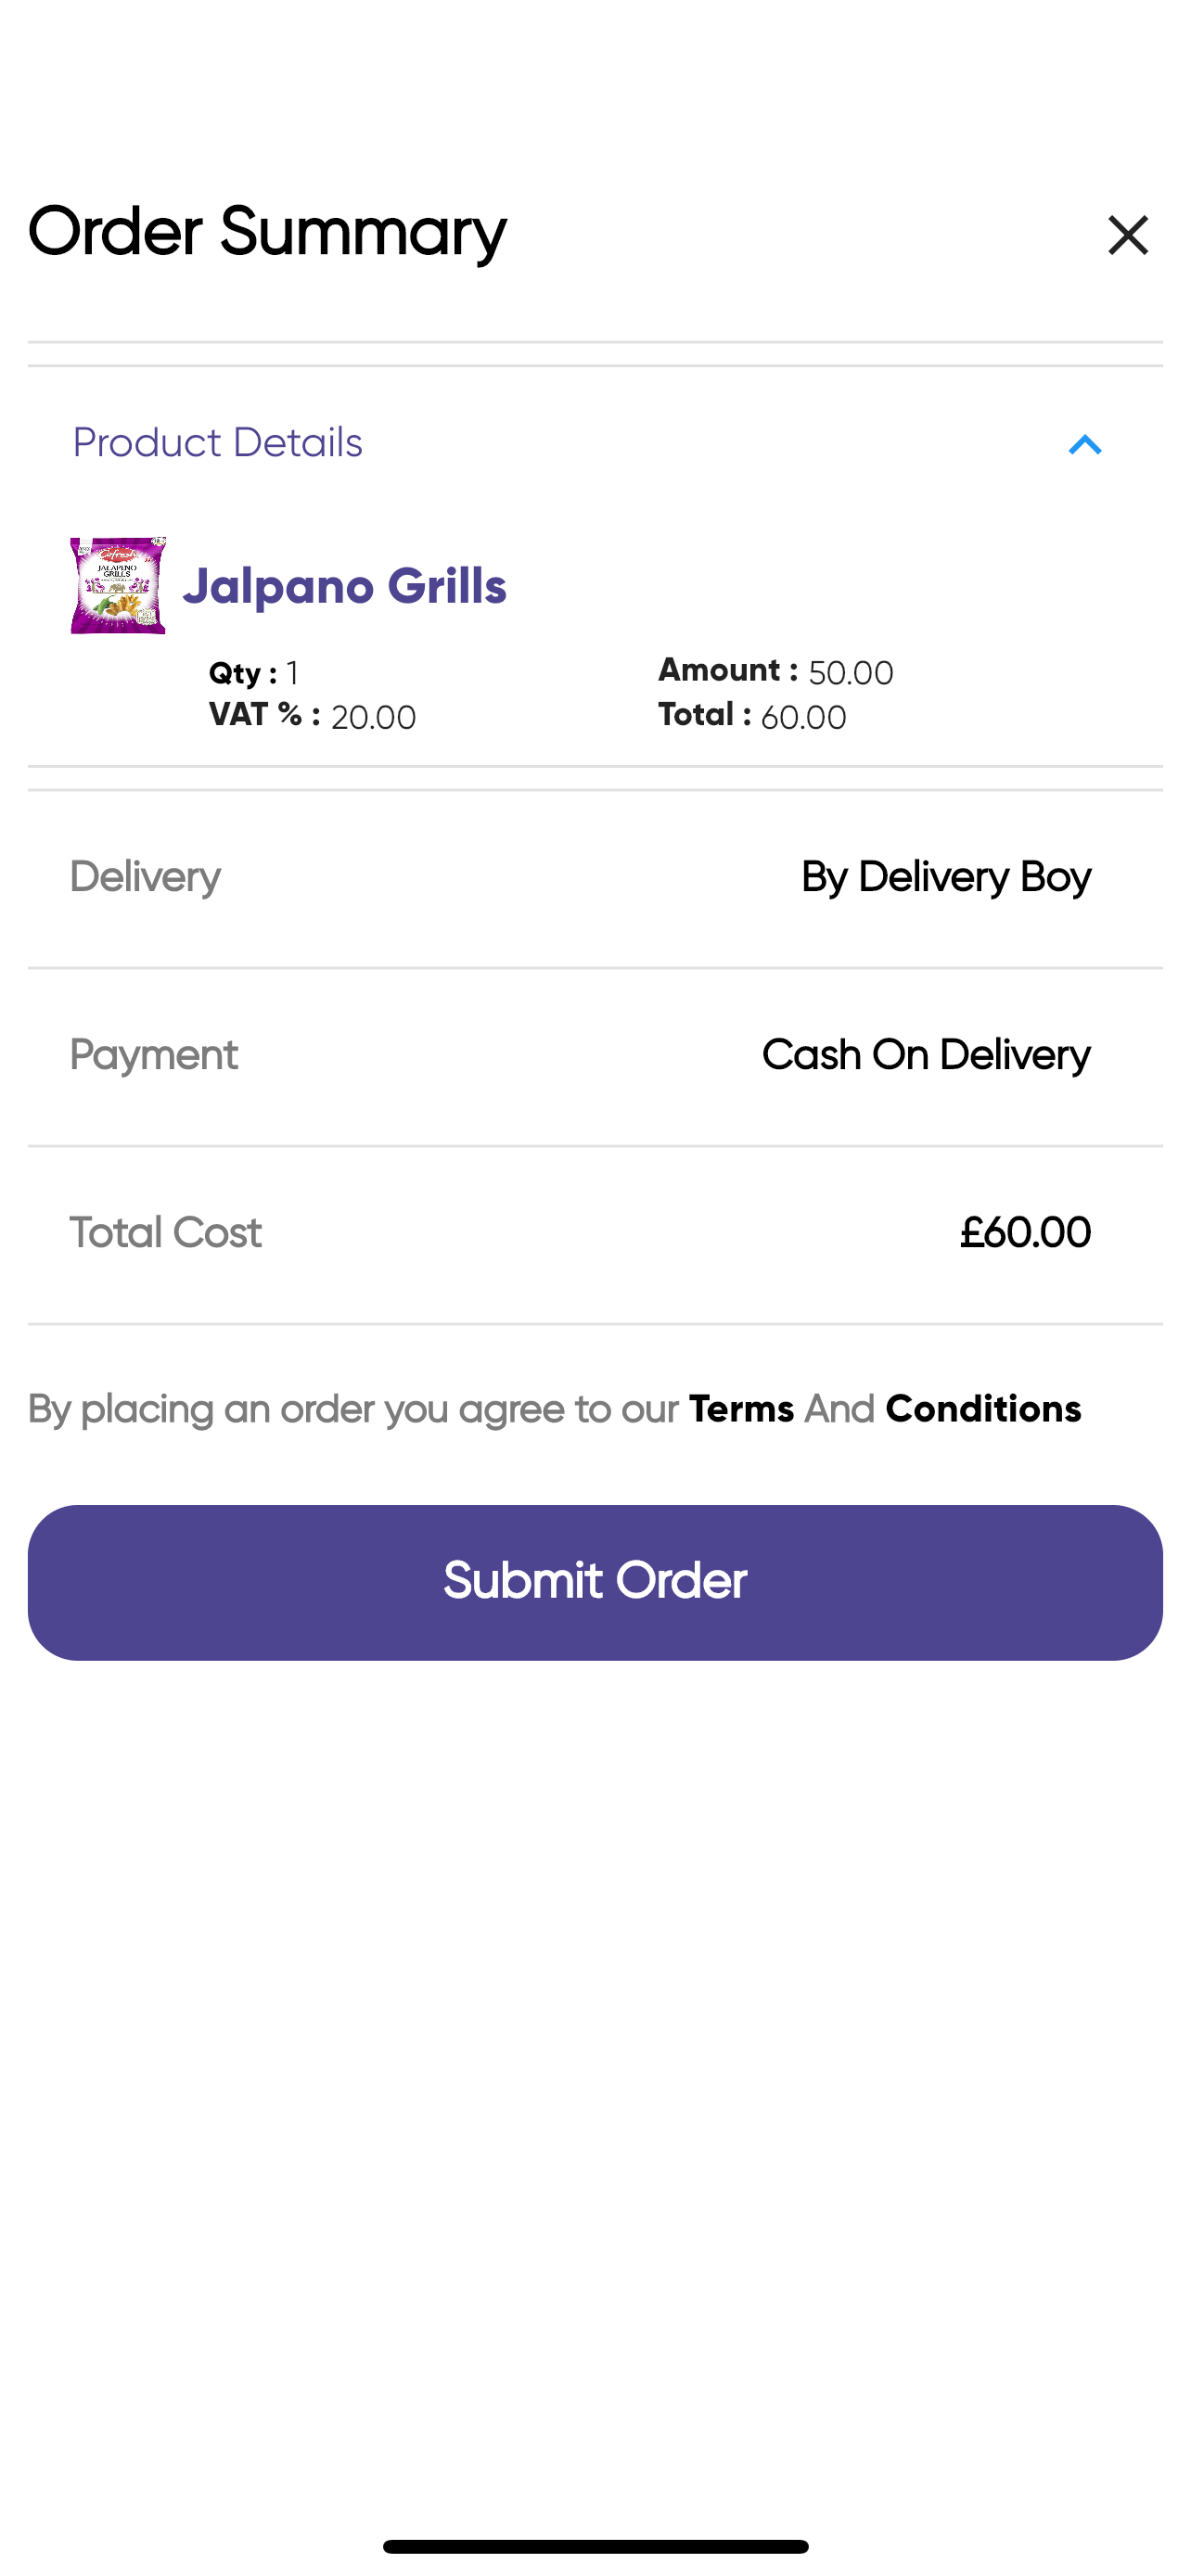 Order Summary
Product Details
Cofresh
JALAPENO
GRILLS
Jalpano Grills
Qty : 1
Amount : 50.00
VAT % : 20.00
Total : 60.00
Delivery
By Delivery Boy
Payment
Cash On Delivery
Total Cost
£60.00
By placing an order you agree to our Terms And Conditions
Submit Order